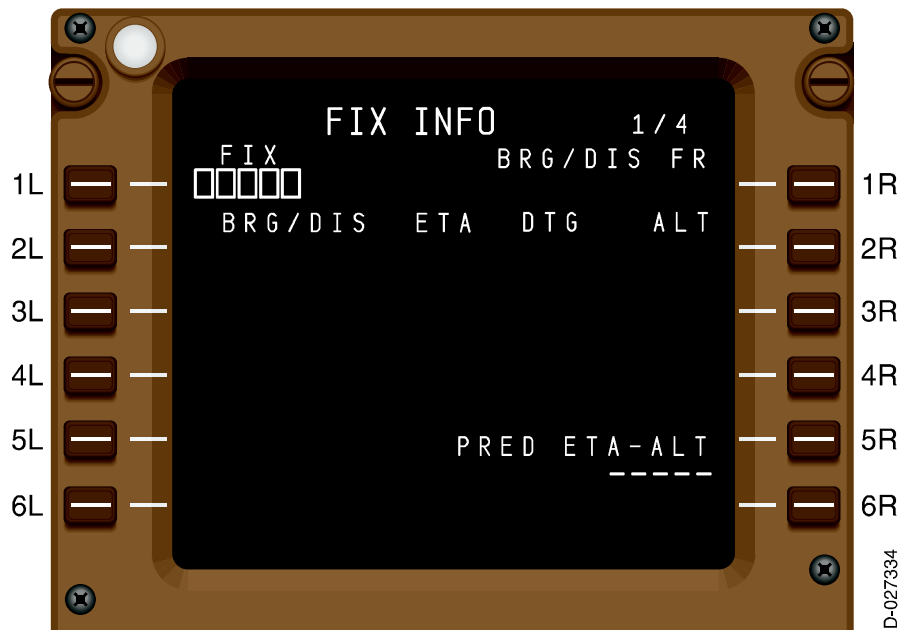 FIX INFO 1/4
FIX BRG/DIS FR
1L 1R
BRG/DIS ETA DTG ALT
2L 2R
3L 3R
4L 4R
5L PRED ETA-ALT 5R
-----
6L 6R
D-027334